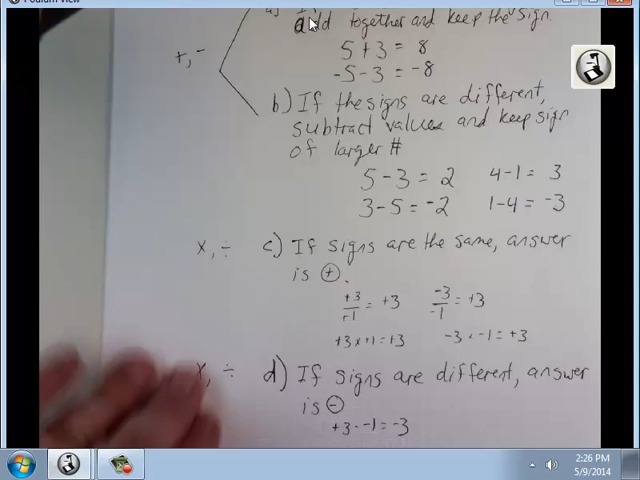 Podium View
a)
add together and keep the sign.
5 + 3 = 8
+, -
-5 - 3 = -8
b) If the signs are different,
subtract values and keep sign
of larger #
5 - 3 = 2 4 - 1 = 3
3 - 5 = -2 1 - 4 = -3
x, ÷ c) If signs are the same, answer
is +.
+3/+1 = +3 -3/-1 = +3
+3 x +1 = +3 -3 · -1 = +3
x, ÷ d) If signs are different, answer
is -
+3 · -1 = -3
2:26 PM
5/9/2014